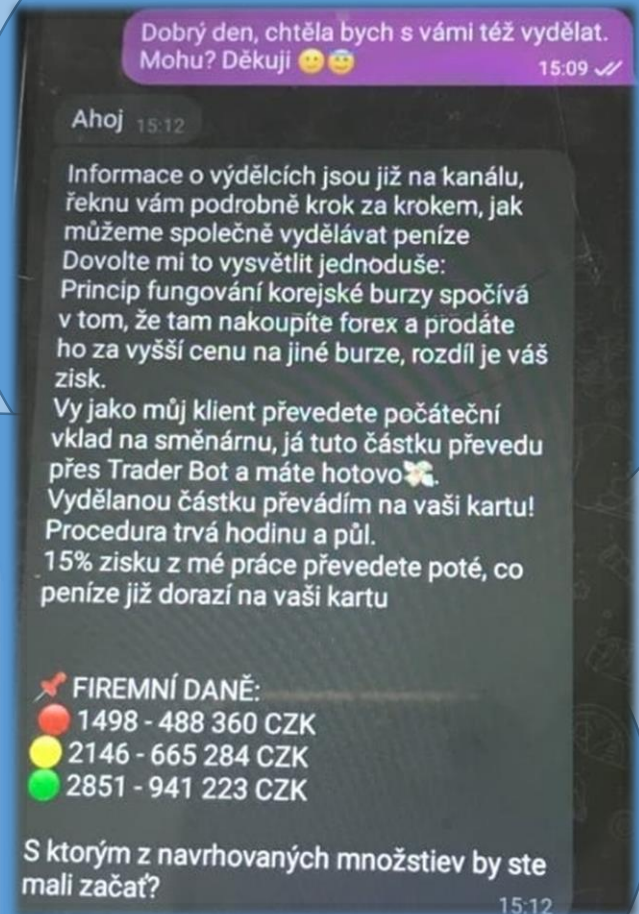 Dobrý den, chtěla bych s vámi též vydělat.
Mohu? Děkuji 🙂😇
15:09
Ahoj 15:12
Informace o výdělcích jsou již na kanálu,
řeknu vám podrobně krok za krokem, jak
můžeme společně vydělávat peníze
Dovolte mi to vysvětlit jednoduše:
Princip fungování korejské burzy spočívá
v tom, že tam nakoupíte forex a prodáte
ho za vyšší cenu na jiné burze, rozdíl je váš
zisk.
Vy jako můj klient převedete počáteční
vklad na směnárnu, já tuto částku převedu
přes Trader Bot a máte hotovo💸.
Vydělanou částku převádím na vaši kartu!
Procedura trvá hodinu a půl.
15% zisku z mé práce převedete poté, co
peníze již dorazí na vaši kartu
📌 FIREMNÍ DANĚ:
🔴 1498 - 488 360 CZK
🟡 2146 - 665 284 CZK
🟢 2851 - 941 223 CZK
S ktorým z navrhovaných množstiev by ste
mali začať?
15:12